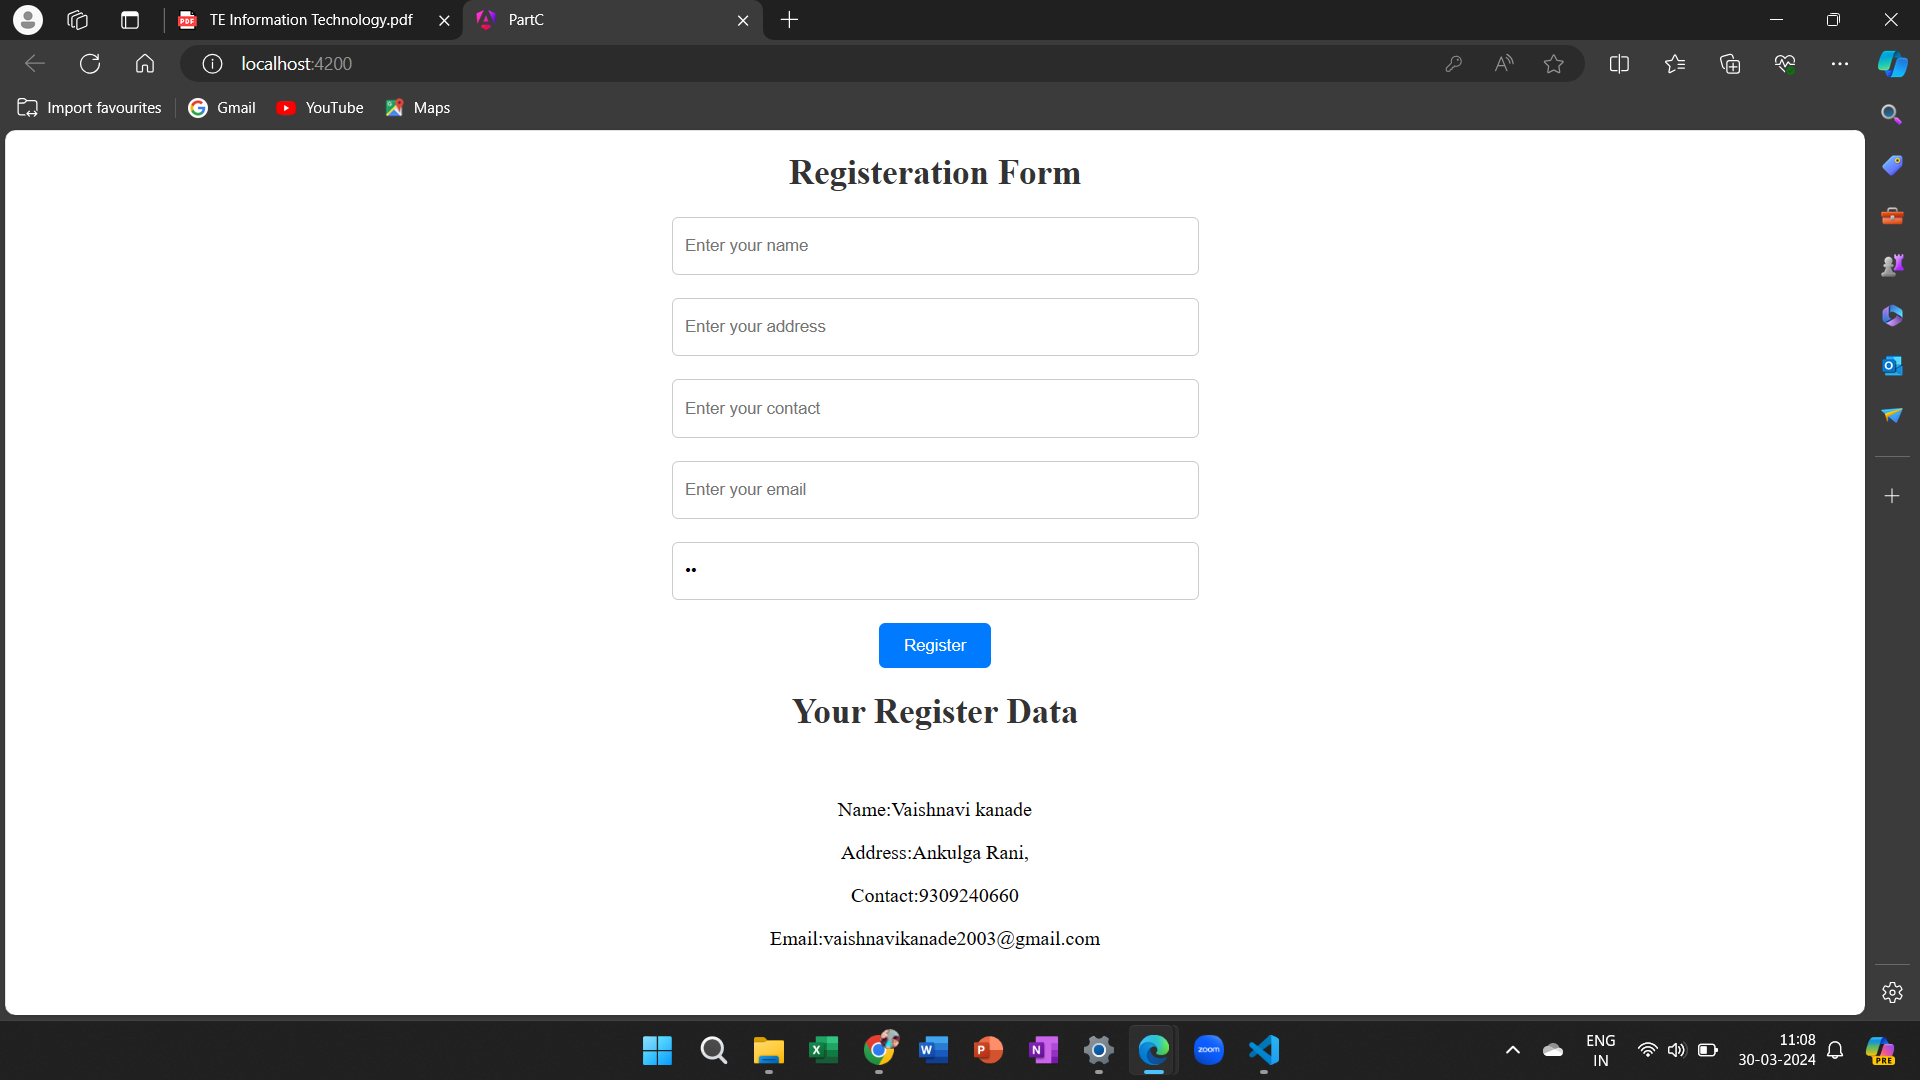 TE Information Technology.pdf
PartC
localhost:4200
Import favourites
Gmail
YouTube
Maps
Registeration Form
Enter your name
Enter your address
Enter your contact
Enter your email
••
Register
Your Register Data
Name:Vaishnavi kanade
Address:Ankulga Rani,
Contact:9309240660
Email:vaishnavikanade2003@gmail.com
ENG
IN
11:08
30-03-2024
zoom
PRE